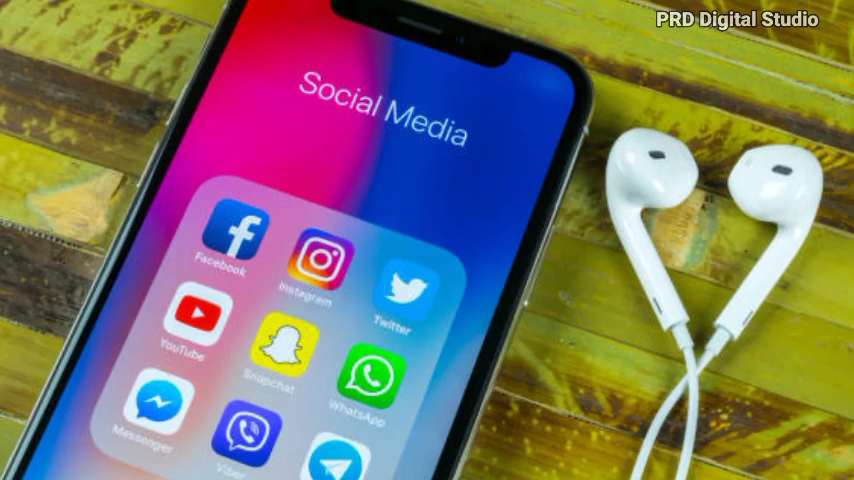 PRD Digital Studio
Social Media
Facebook
Instagram
Twitter
YouTube
Snapchat
WhatsApp
Messenger
Viber